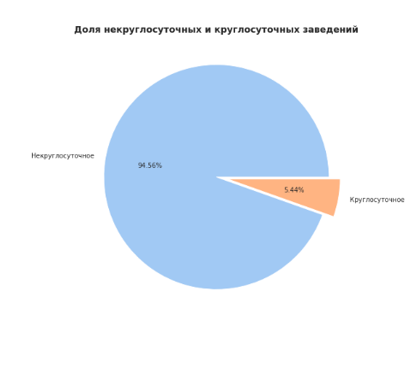 Доля некруглосуточных и круглосуточных заведений
Некруглосуточное
94.56%
5.44%
Круглосуточное